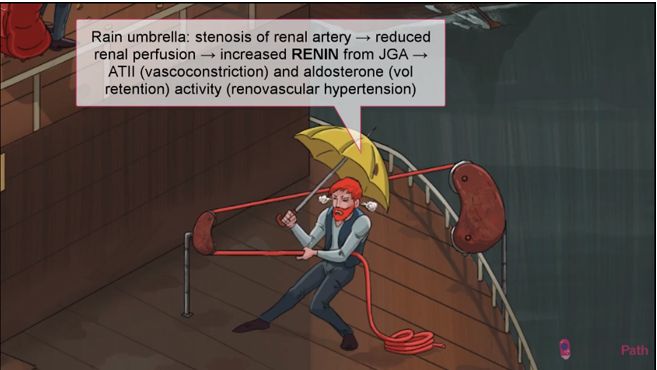 Rain umbrella: stenosis of renal artery → reduced
renal perfusion → increased RENIN from JGA →
ATII (vascoconstriction) and aldosterone (vol
retention) activity (renovascular hypertension)
Path